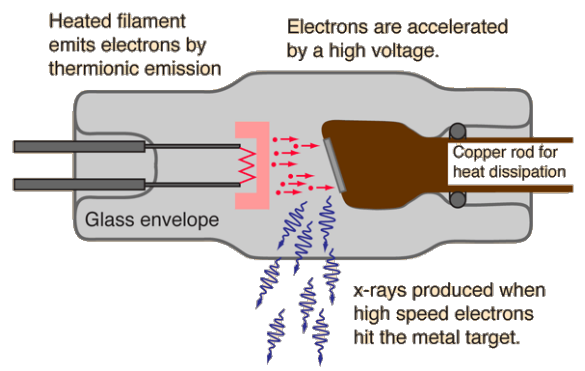 Heated filament
emits electrons by
thermionic emission
Electrons are accelerated
by a high voltage.
Copper rod for
heat dissipation
Glass envelope
x-rays produced when
high speed electrons
hit the metal target.